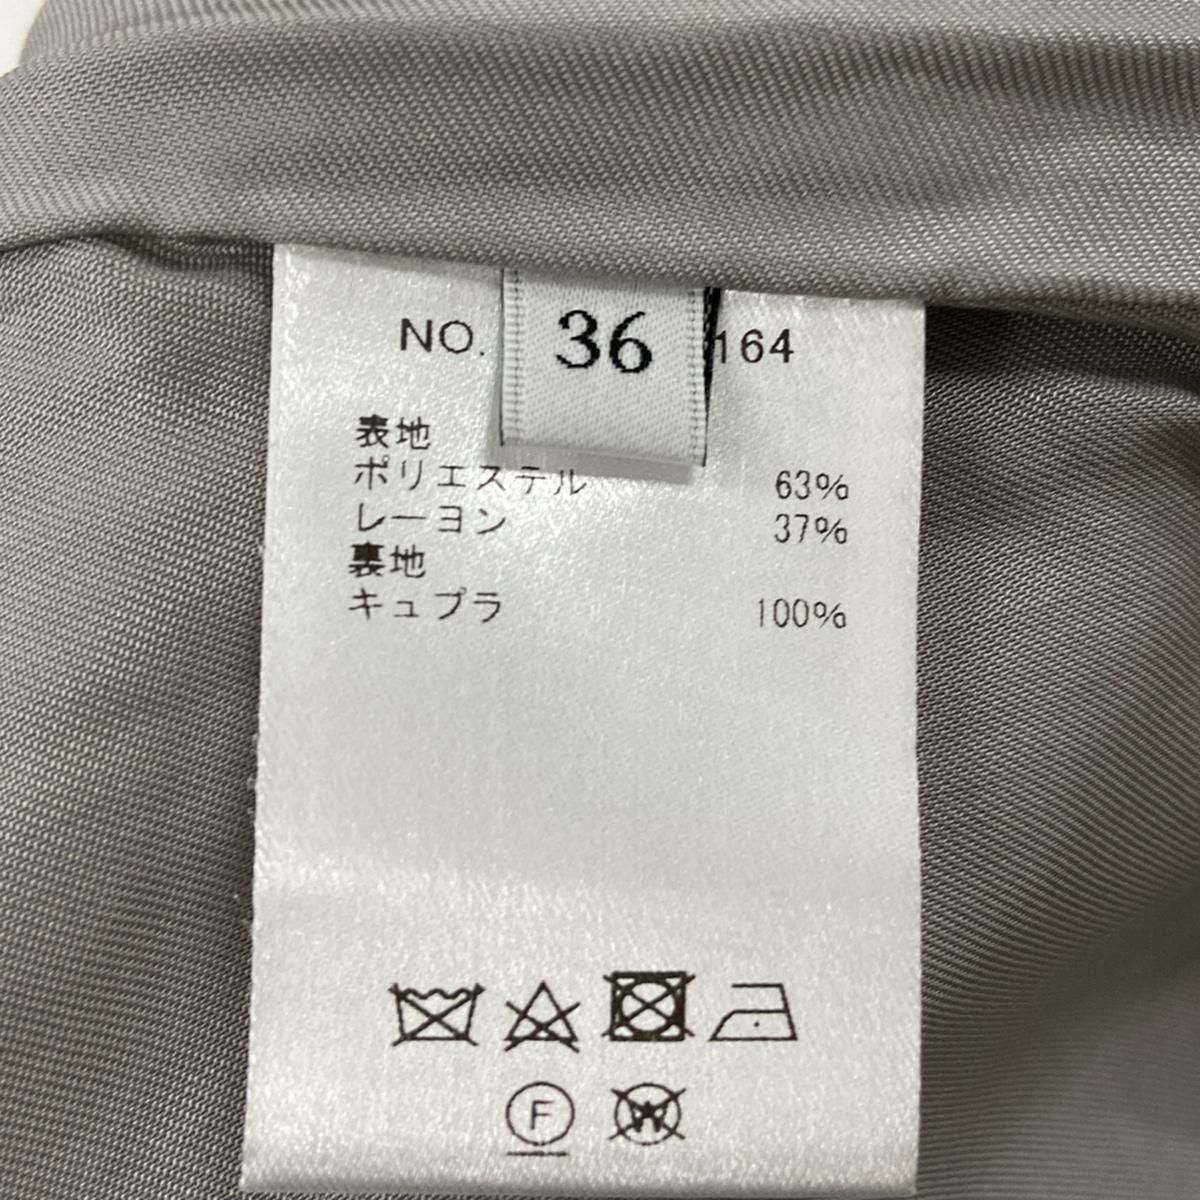 NO. 36 164
表地
ポリエステル 63%
レーヨン 37%
裏地
キュプラ 100%
F W